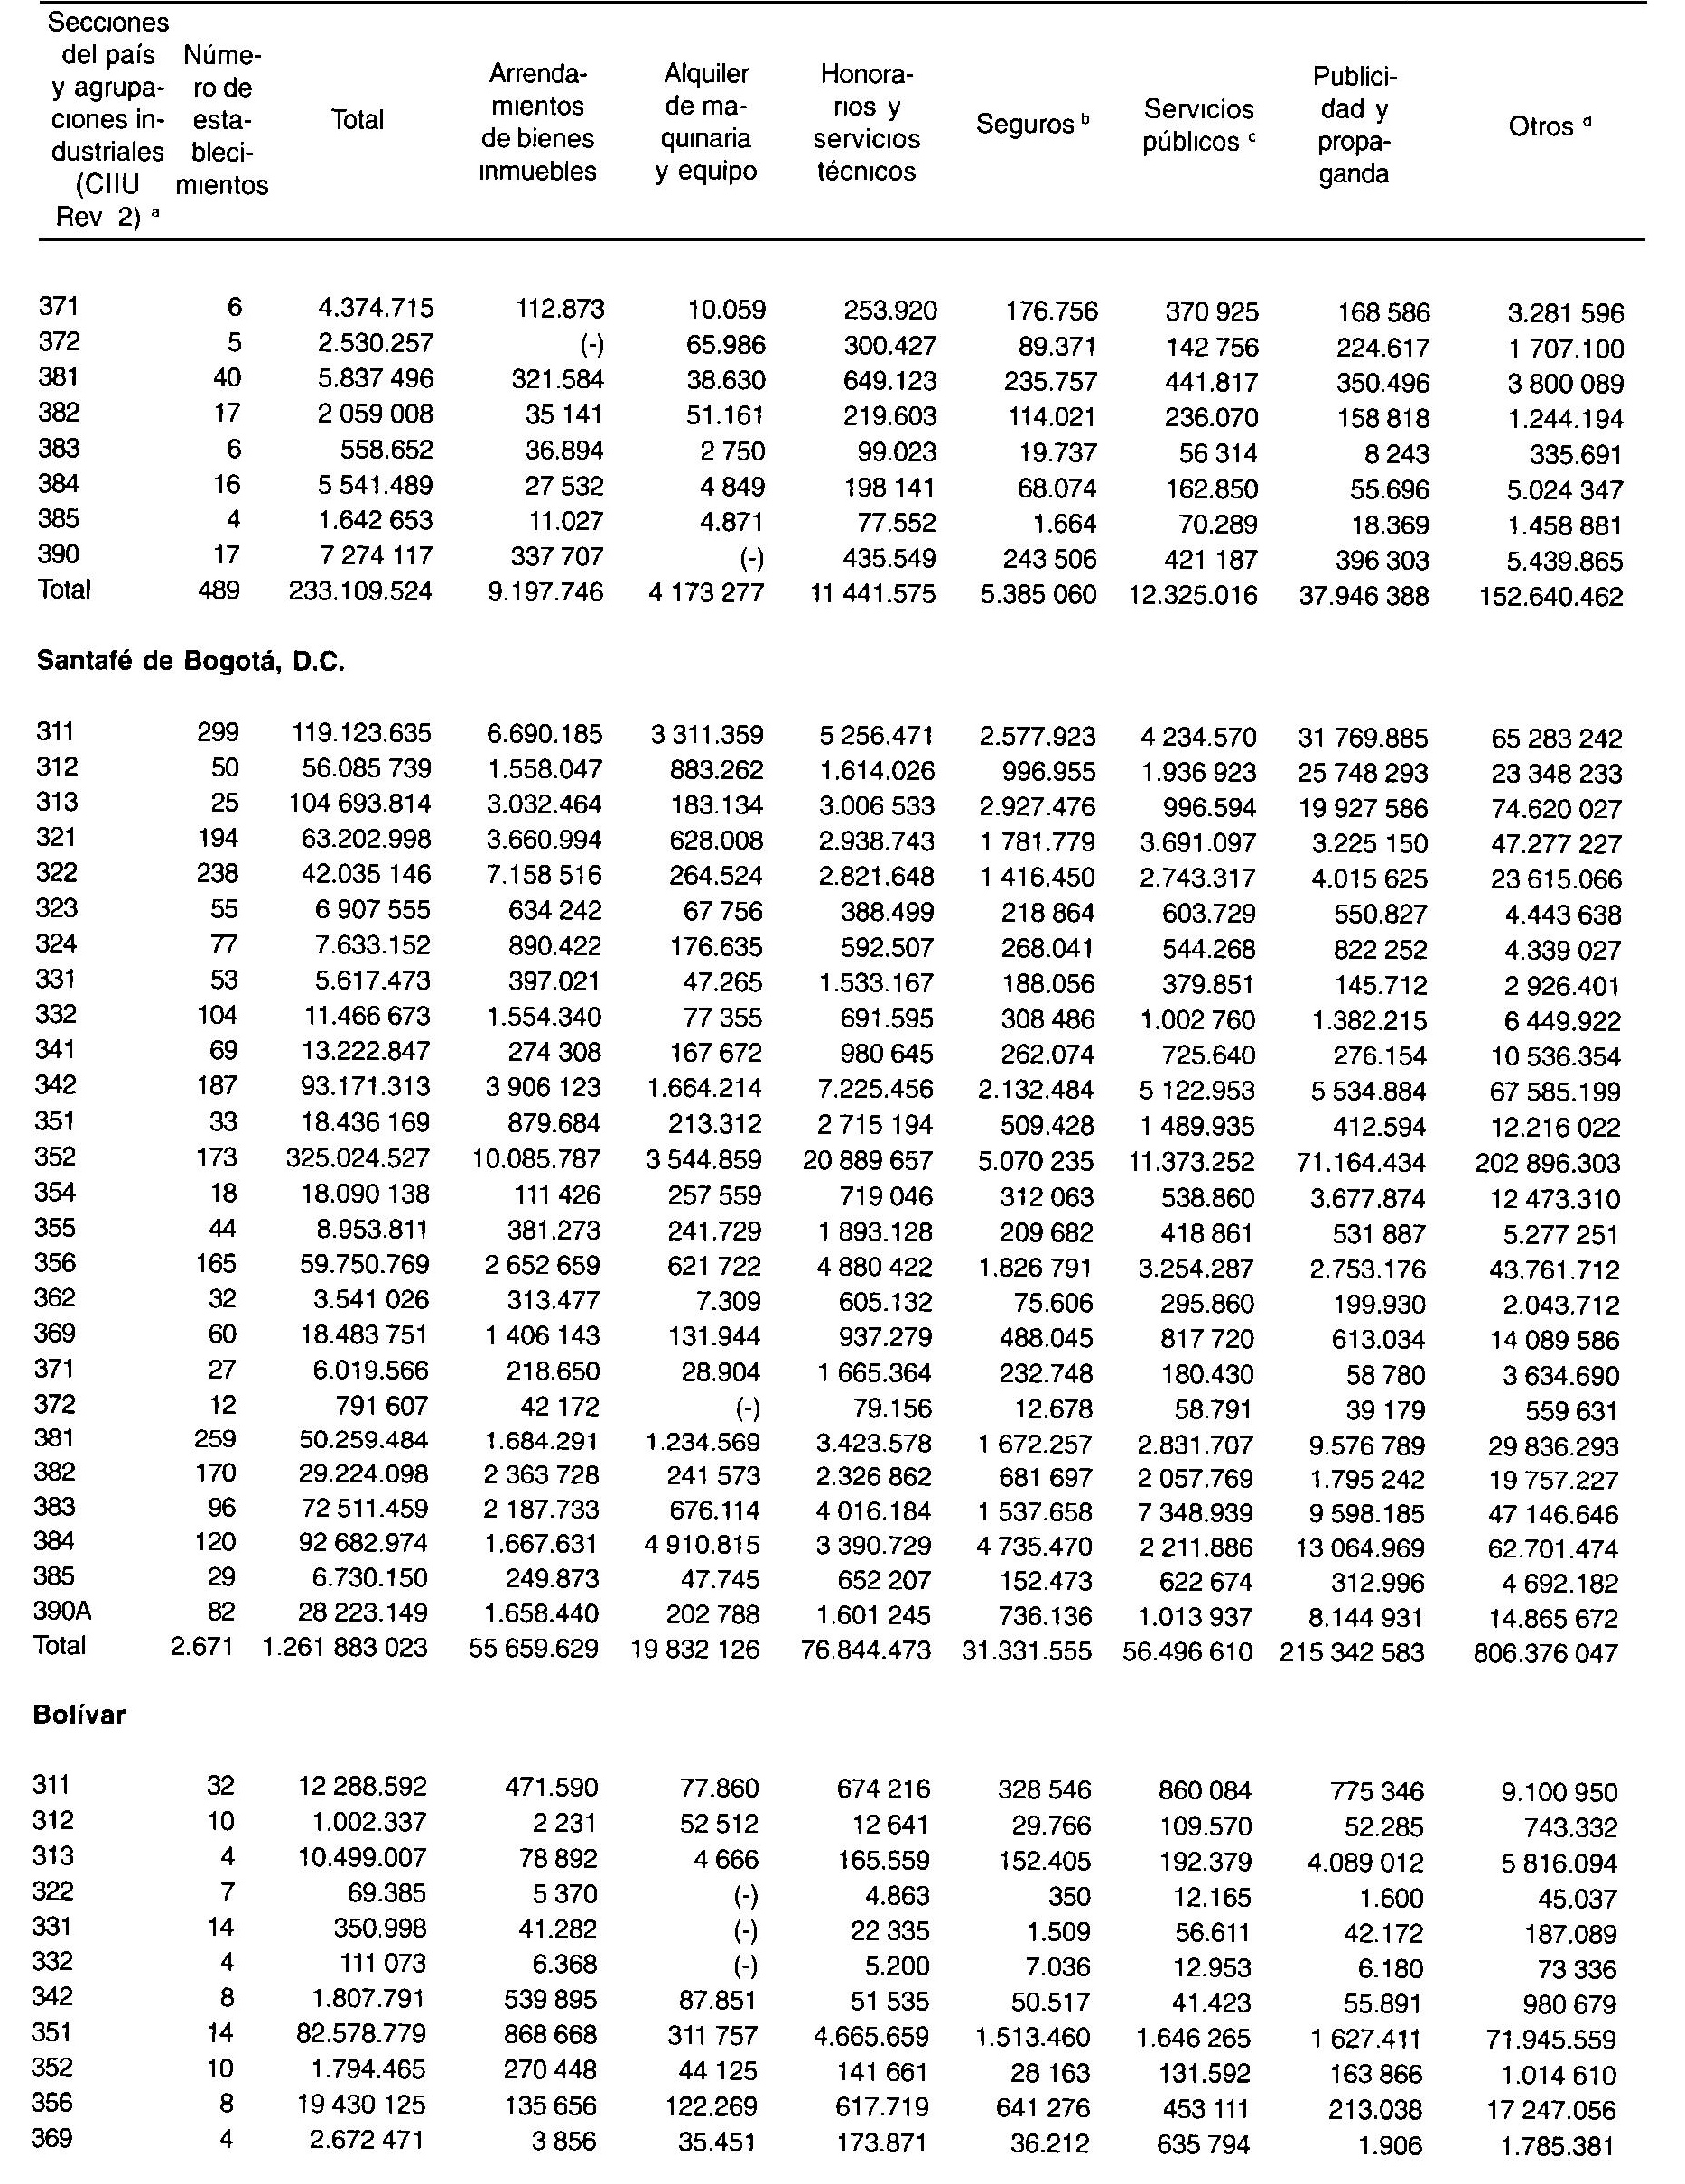 Secciones
del país Núme-
y agrupa- ro de Arrenda- Alquiler Honora- Publici-
ciones in- esta- Total mientos de ma- rios y Seguros b Servicios dad y Otros d
dustriales bleci- de bienes quinaria servicios públicos c propa-
(CIIU mientos inmuebles y equipo técnicos ganda
Rev 2) a
371 6 4.374.715 112.873 10.059 253.920 176.756 370 925 168 586 3.281 596
372 5 2.530.257 (-) 65.986 300.427 89.371 142 756 224.617 1 707.100
381 40 5.837 496 321.584 38.630 649.123 235.757 441.817 350.496 3 800 089
382 17 2 059 008 35 141 51.161 219.603 114.021 236.070 158 818 1.244.194
383 6 558.652 36.894 2 750 99.023 19.737 56 314 8 243 335.691
384 16 5 541.489 27 532 4 849 198 141 68.074 162.850 55.696 5.024 347
385 4 1.642 653 11.027 4.871 77.552 1.664 70.289 18.369 1.458 881
390 17 7 274 117 337 707 (-) 435.549 243 506 421 187 396 303 5.439.865
Total 489 233.109.524 9.197.746 4 173 277 11 441.575 5.385 060 12.325.016 37.946 388 152.640.462
Santafé de Bogotá, D.C.
311 299 119.123.635 6.690.185 3 311.359 5 256.471 2.577.923 4 234.570 31 769.885 65 283 242
312 50 56.085 739 1.558.047 883.262 1.614.026 996.955 1.936 923 25 748 293 23 348 233
313 25 104 693.814 3.032.464 183.134 3.006 533 2.927.476 996.594 19 927 586 74.620 027
321 194 63.202.998 3.660.994 628.008 2.938.743 1 781.779 3.691.097 3.225 150 47.277 227
322 238 42.035 146 7.158 516 264.524 2.821.648 1 416.450 2.743.317 4.015 625 23 615.066
323 55 6 907 555 634 242 67 756 388.499 218 864 603.729 550.827 4.443 638
324 77 7.633.152 890.422 176.635 592.507 268.041 544.268 822 252 4.339 027
331 53 5.617.473 397.021 47.265 1.533.167 188.056 379.851 145.712 2 926.401
332 104 11.466 673 1.554.340 77 355 691.595 308 486 1.002 760 1.382.215 6 449.922
341 69 13.222.847 274 308 167 672 980 645 262.074 725.640 276.154 10 536.354
342 187 93.171.313 3 906 123 1.664.214 7.225.456 2.132.484 5 122.953 5 534.884 67 585.199
351 33 18.436 169 879.684 213.312 2 715 194 509.428 1 489.935 412.594 12.216 022
352 173 325.024.527 10.085.787 3 544.859 20 889 657 5.070 235 11.373.252 71.164.434 202 896.303
354 18 18.090 138 111 426 257 559 719 046 312 063 538.860 3.677.874 12 473.310
355 44 8.953.811 381.273 241.729 1 893.128 209 682 418 861 531 887 5.277 251
356 165 59.750.769 2 652 659 621 722 4 880 422 1.826 791 3.254.287 2.753.176 43.761.712
362 32 3.541 026 313.477 7.309 605.132 75.606 295.860 199.930 2.043.712
369 60 18.483 751 1 406 143 131.944 937.279 488.045 817 720 613.034 14 089 586
371 27 6.019.566 218.650 28.904 1 665.364 232.748 180.430 58 780 3 634.690
372 12 791 607 42 172 (-) 79.156 12.678 58.791 39 179 559 631
381 259 50.259.484 1.684.291 1.234.569 3.423.578 1 672.257 2.831.707 9.576 789 29 836.293
382 170 29.224.098 2 363 728 241 573 2.326 862 681 697 2 057.769 1.795 242 19 757.227
383 96 72 511.459 2 187.733 676.114 4 016.184 1 537.658 7 348.939 9 598.185 47 146.646
384 120 92 682.974 1.667.631 4 910.815 3 390.729 4 735.470 2 211.886 13 064.969 62.701.474
385 29 6.730.150 249.873 47.745 652 207 152.473 622 674 312.996 4 692.182
390A 82 28 223.149 1.658.440 202 788 1.601 245 736.136 1.013 937 8.144 931 14.865 672
Total 2.671 1.261 883 023 55 659.629 19 832 126 76.844.473 31.331.555 56.496 610 215 342 583 806.376 047
Bolívar
311 32 12 288.592 471.590 77.860 674 216 328 546 860 084 775 346 9.100 950
312 10 1.002.337 2 231 52 512 12 641 29.766 109.570 52.285 743.332
313 4 10.499.007 78 892 4 666 165.559 152.405 192.379 4.089 012 5 816.094
322 7 69.385 5 370 (-) 4.863 350 12.165 1.600 45.037
331 14 350.998 41.282 (-) 22 335 1.509 56.611 42.172 187.089
332 4 111 073 6.368 (-) 5.200 7.036 12.953 6.180 73 336
342 8 1.807.791 539 895 87.851 51 535 50.517 41.423 55.891 980 679
351 14 82.578.779 868 668 311 757 4.665.659 1.513.460 1.646 265 1 627.411 71.945.559
352 10 1.794.465 270 448 44 125 141 661 28 163 131.592 163 866 1.014 610
356 8 19 430 125 135 656 122.269 617.719 641 276 453 111 213.038 17 247.056
369 4 2.672 471 3 856 35.451 173.871 36.212 635 794 1.906 1.785.381